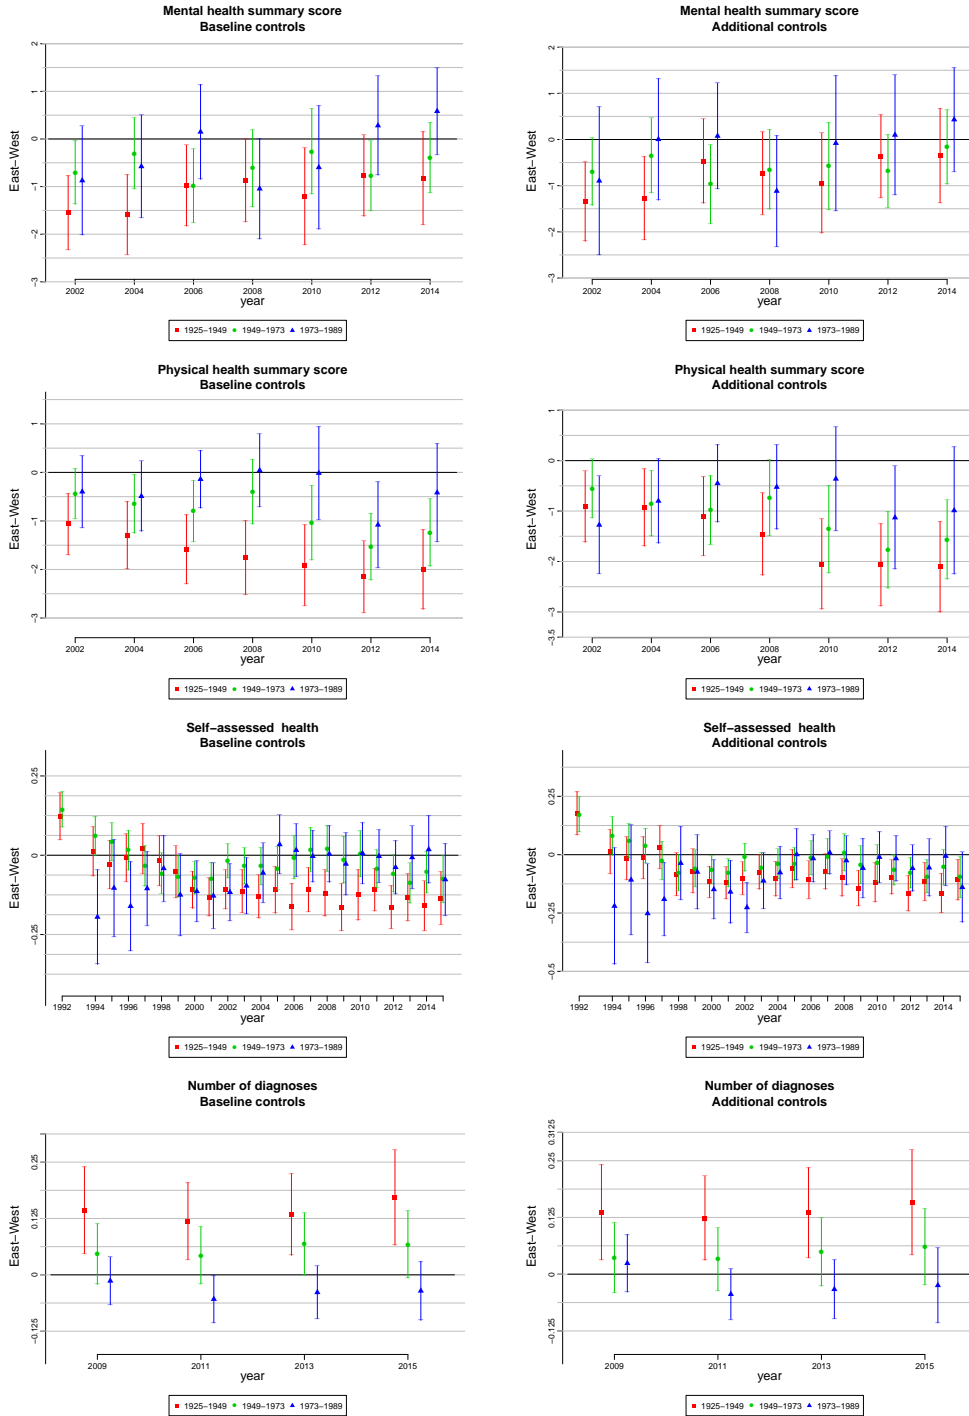 Mental health summary score
Baseline controls
East−West
2
1
0
−1
−2
−3
2002 2004 2006 2008 2010 2012 2014
year
1925−1949 1949−1973 1973−1989
Mental health summary score
Additional controls
East−West
2
1
0
−1
−2
−3
2002 2004 2006 2008 2010 2012 2014
year
1925−1949 1949−1973 1973−1989
Physical health summary score
Baseline controls
East−West
1
0
−1
−2
−3
2002 2004 2006 2008 2010 2012 2014
year
1925−1949 1949−1973 1973−1989
Physical health summary score
Additional controls
East−West
1
0
−1
−2
−3
−3.5
2002 2004 2006 2008 2010 2012 2014
year
1925−1949 1949−1973 1973−1989
Self−assessed health
Baseline controls
East−West
0.25
0
−0.25
1992 1994 1996 1998 2000 2002 2004 2006 2008 2010 2012 2014
year
1925−1949 1949−1973 1973−1989
Self−assessed health
Additional controls
East−West
0.25
0
−0.25
−0.5
1992 1994 1996 1998 2000 2002 2004 2006 2008 2010 2012 2014
year
1925−1949 1949−1973 1973−1989
Number of diagnoses
Baseline controls
East−West
0.25
0.125
0
−0.125
2009 2011 2013 2015
year
1925−1949 1949−1973 1973−1989
Number of diagnoses
Additional controls
East−West
0.3125
0.25
0.125
0
−0.125
2009 2011 2013 2015
year
1925−1949 1949−1973 1973−1989